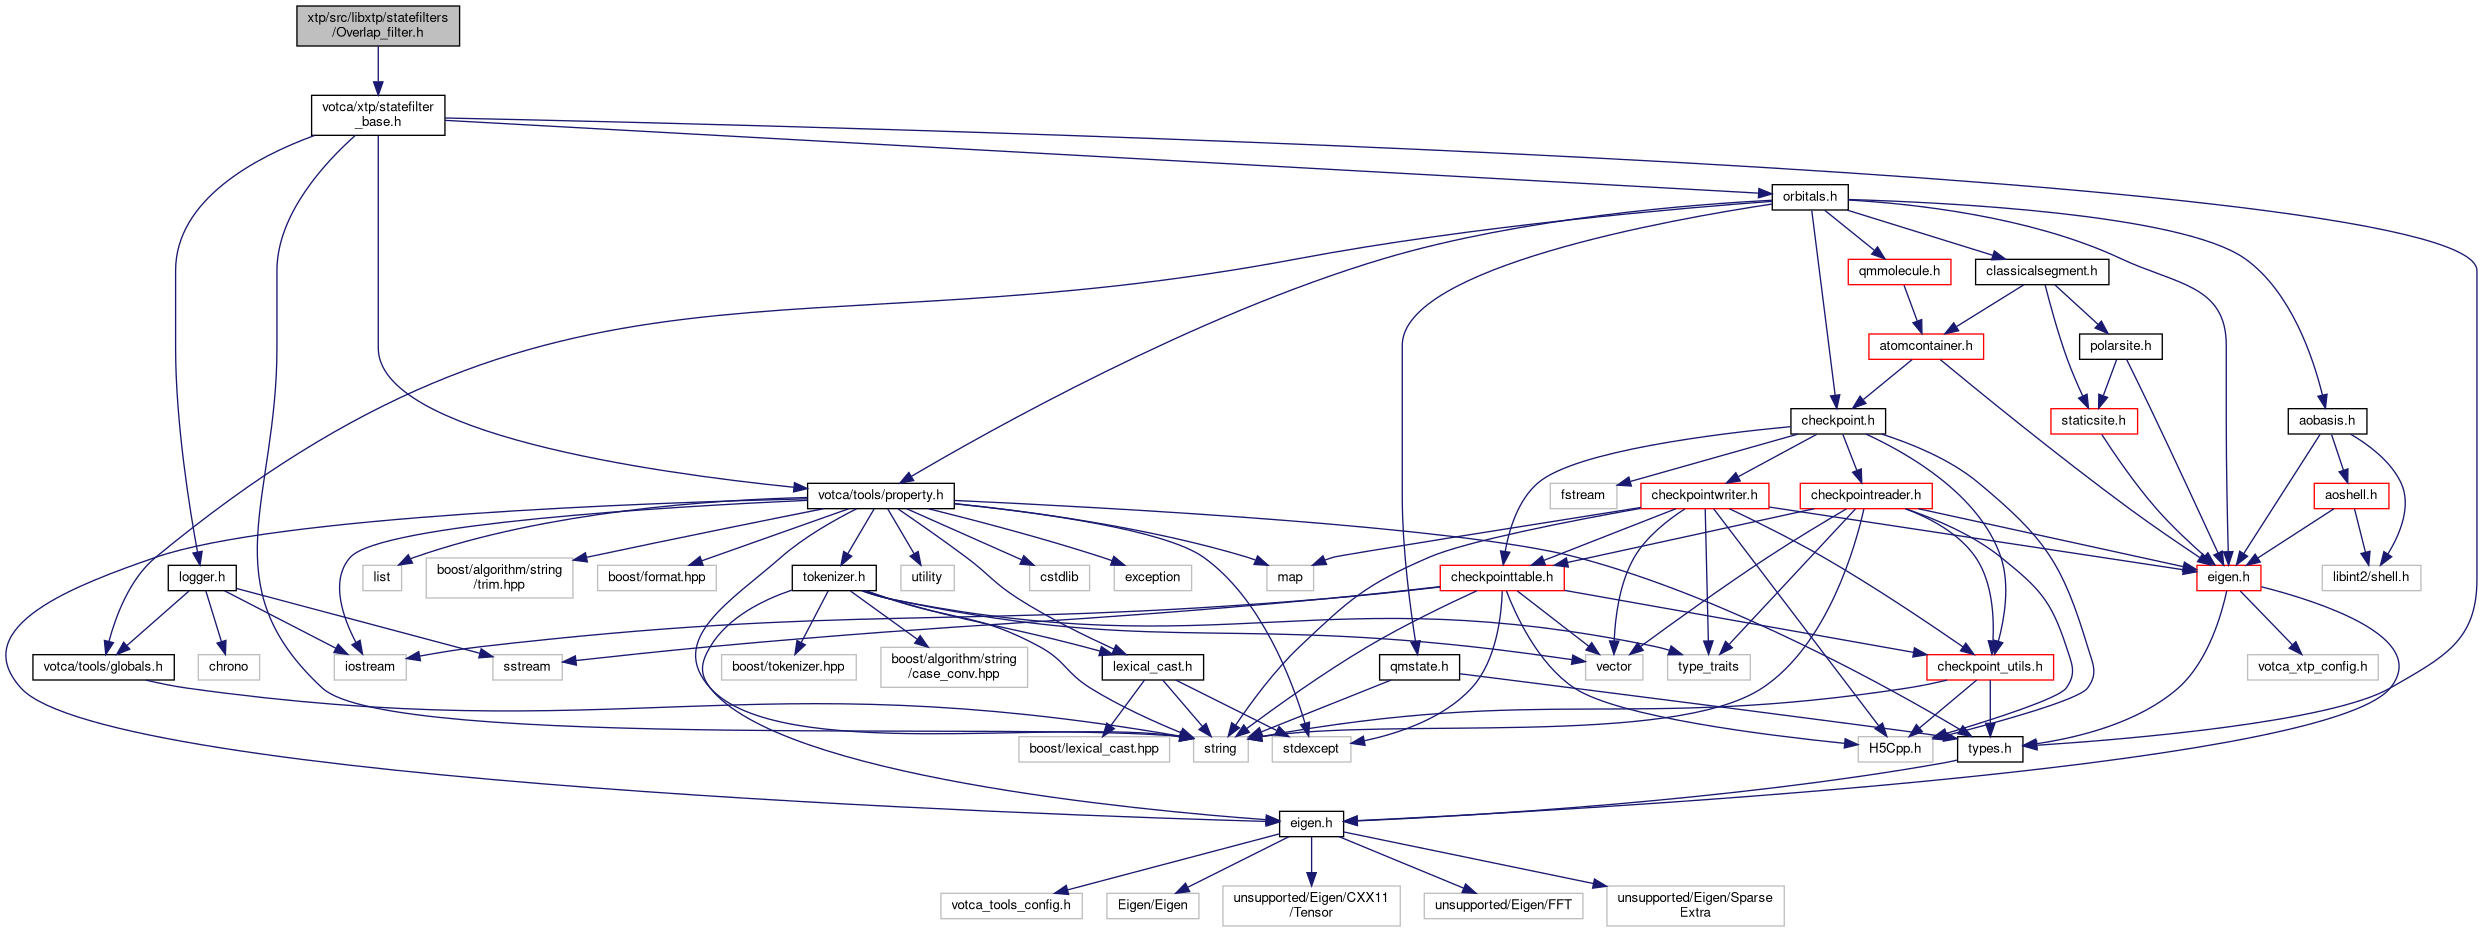 xtp/src/libxtp/statefilters
/Overlap_filter.h
votca/xtp/statefilter
_base.h
orbitals.h
qmmolecule.h
classicalsegment.h
atomcontainer.h
polarsite.h
checkpoint.h
staticsite.h
aobasis.h
votca/tools/property.h
fstream
checkpointwriter.h
checkpointreader.h
aoshell.h
logger.h
list
boost/algorithm/string
/trim.hpp
boost/format.hpp
tokenizer.h
utility
cstdlib
exception
map
checkpointtable.h
eigen.h
libint2/shell.h
votca/tools/globals.h
chrono
iostream
sstream
boost/tokenizer.hpp
boost/algorithm/string
/case_conv.hpp
lexical_cast.h
qmstate.h
vector
type_traits
checkpoint_utils.h
votca_xtp_config.h
boost/lexical_cast.hpp
string
stdexcept
H5Cpp.h
types.h
eigen.h
votca_tools_config.h
Eigen/Eigen
unsupported/Eigen/CXX11
/Tensor
unsupported/Eigen/FFT
unsupported/Eigen/Sparse
Extra